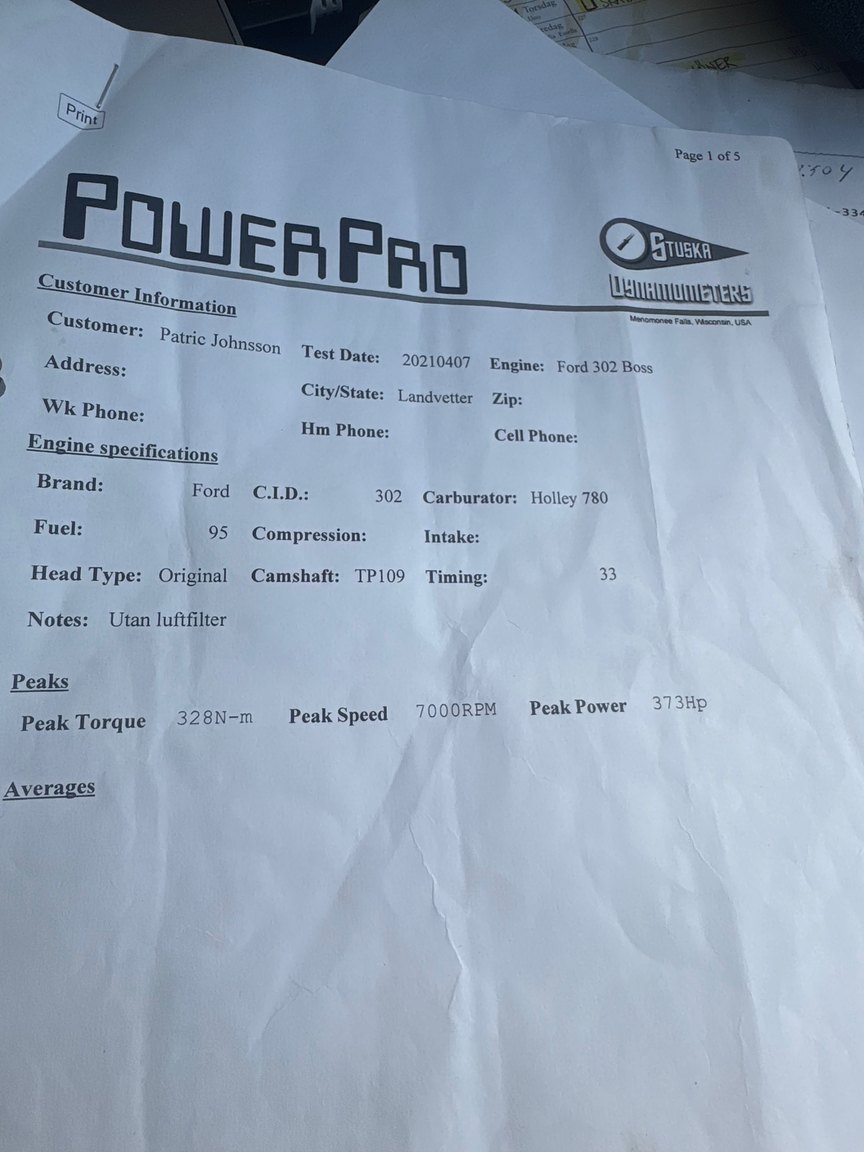 Torsdag
Print
Page 1 of 5
POWERPRO
STUSKA
DYNAMOMETERS
Menomonee Falls, Wisconsin, USA
-334
Customer Information
Customer: Patric Johnsson Test Date: 20210407 Engine: Ford 302 Boss
Address: City/State: Landvetter Zip:
Wk Phone: Hm Phone: Cell Phone:
Engine specifications
Brand: Ford C.I.D.: 302 Carburator: Holley 780
Fuel: 95 Compression: Intake:
Head Type: Original Camshaft: TP109 Timing: 33
Notes: Utan luftfilter
Peaks
Peak Torque 328N-m Peak Speed 7000RPM Peak Power 373Hp
Averages